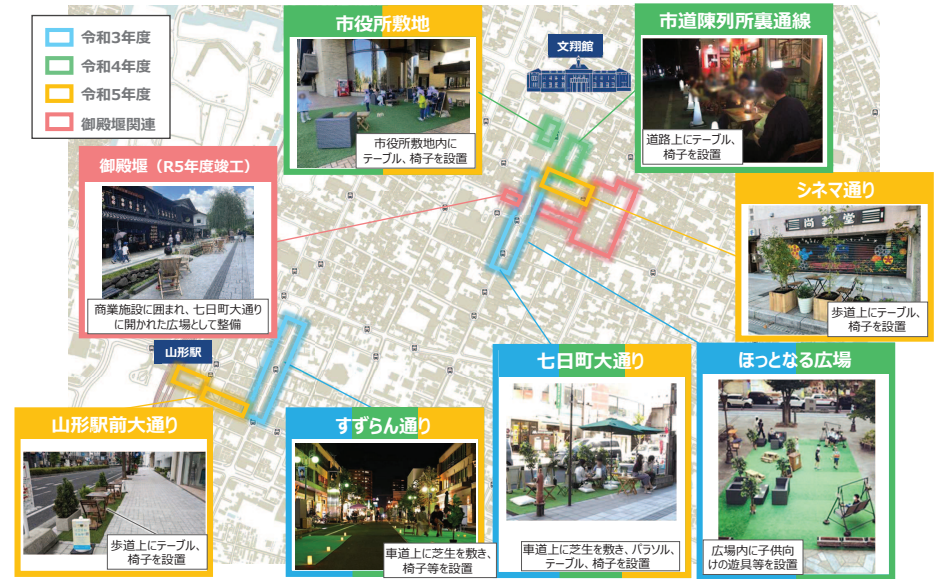 令和3年度
令和4年度
令和5年度
御殿堰関連
市役所敷地
市役所敷地内に
テーブル、椅子を設置
文翔館
市道陳列所裏通線
道路上にテーブル、
椅子を設置
御殿堰（R5年度竣工）
商業施設に囲まれ、七日町大通り
に開かれた広場として整備
シネマ通り
尚美堂
歩道上にテーブル、
椅子を設置
山形駅
山形駅前大通り
歩道上にテーブル、
椅子を設置
すずらん通り
車道上に芝生を敷き、
椅子等を設置
七日町大通り
車道上に芝生を敷き、パラソル、
テーブル、椅子を設置
ほっとなる広場
広場内に子供向
けの遊具等を設置